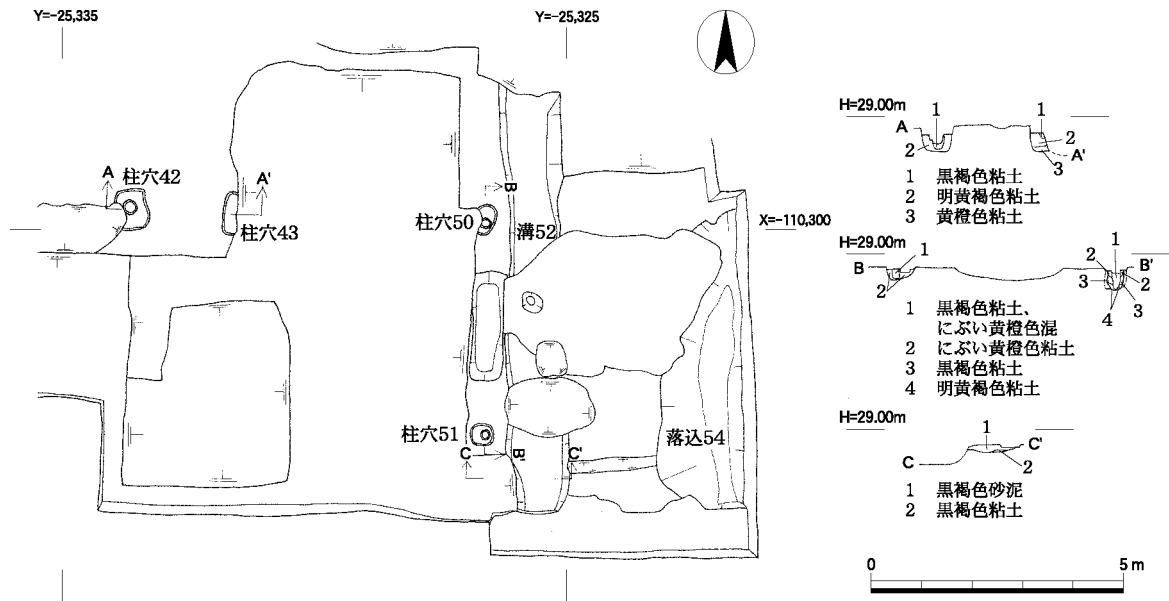 Y=-25,335
Y=-25,325
A
柱穴42
A'
柱穴43
B
柱穴50
溝52
X=-110,300
柱穴51
C
B'
C'
落込54
H=29.00m
1
1
A
2
2
A'
3
1 黒褐色粘土
2 明黄褐色粘土
3 黄橙色粘土
H=29.00m
1
2
1
B
B'
2
3
2
4
3
1 黒褐色粘土、
にぶい黄橙色混
2 にぶい黄橙色粘土
3 黒褐色粘土
4 明黄褐色粘土
H=29.00m
1
C'
C
2
1 黒褐色砂泥
2 黒褐色粘土
0
5 m